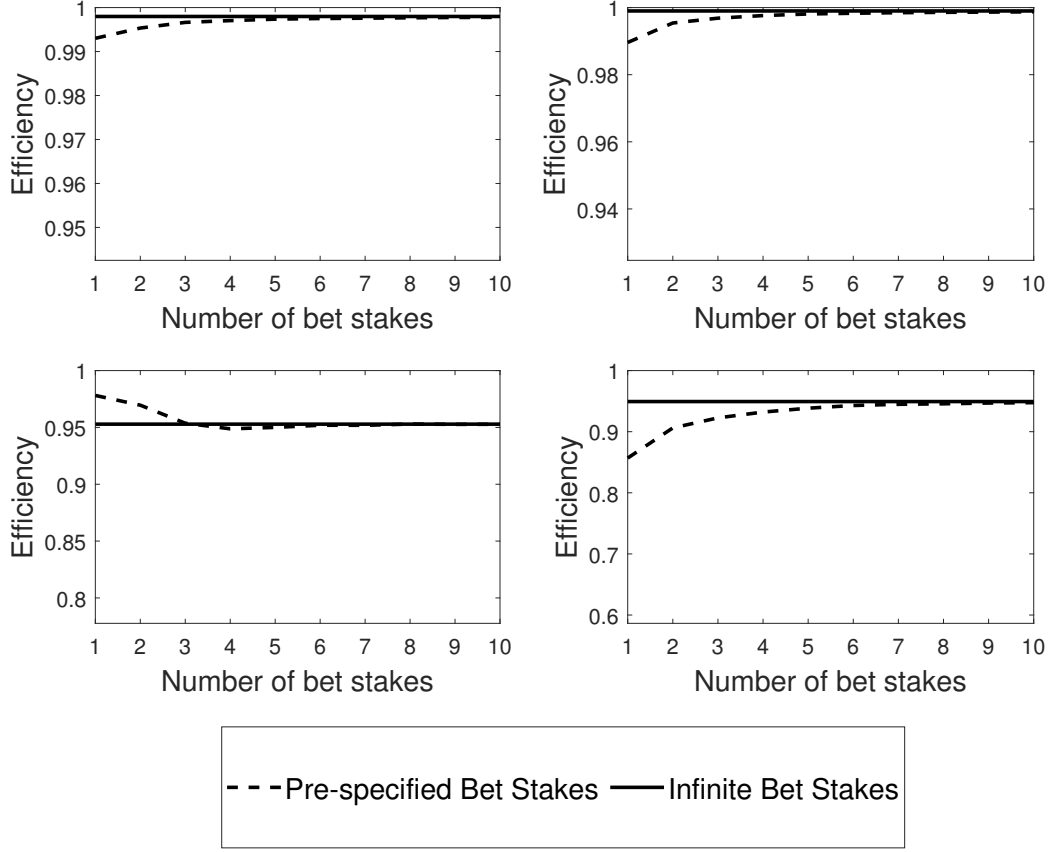 1
0.99
0.98
0.97
0.96
0.95
Efficiency
1 2 3 4 5 6 7 8 9 10
Number of bet stakes
1
0.98
0.96
0.94
Efficiency
1 2 3 4 5 6 7 8 9 10
Number of bet stakes
1
0.95
0.9
0.85
0.8
Efficiency
1 2 3 4 5 6 7 8 9 10
Number of bet stakes
1
0.9
0.8
0.7
0.6
Efficiency
1 2 3 4 5 6 7 8 9 10
Number of bet stakes
Pre-specified Bet Stakes Infinite Bet Stakes